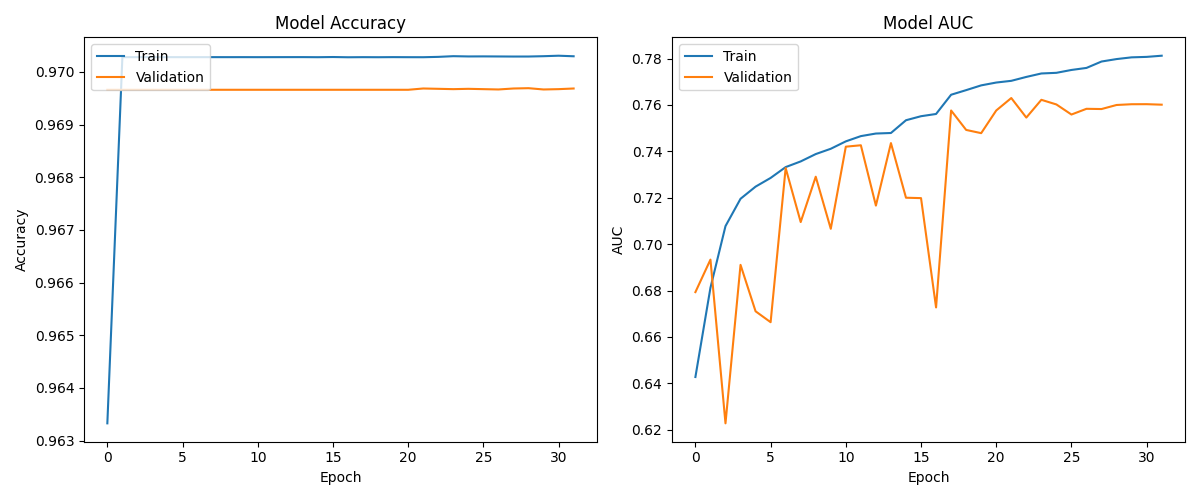 Model Accuracy
Train
Validation
0.970
0.969
0.968
0.967
0.966
0.965
0.964
0.963
Accuracy
0 5 10 15 20 25 30
Epoch
Model AUC
Train
Validation
0.78
0.76
0.74
0.72
0.70
0.68
0.66
0.64
0.62
AUC
0 5 10 15 20 25 30
Epoch